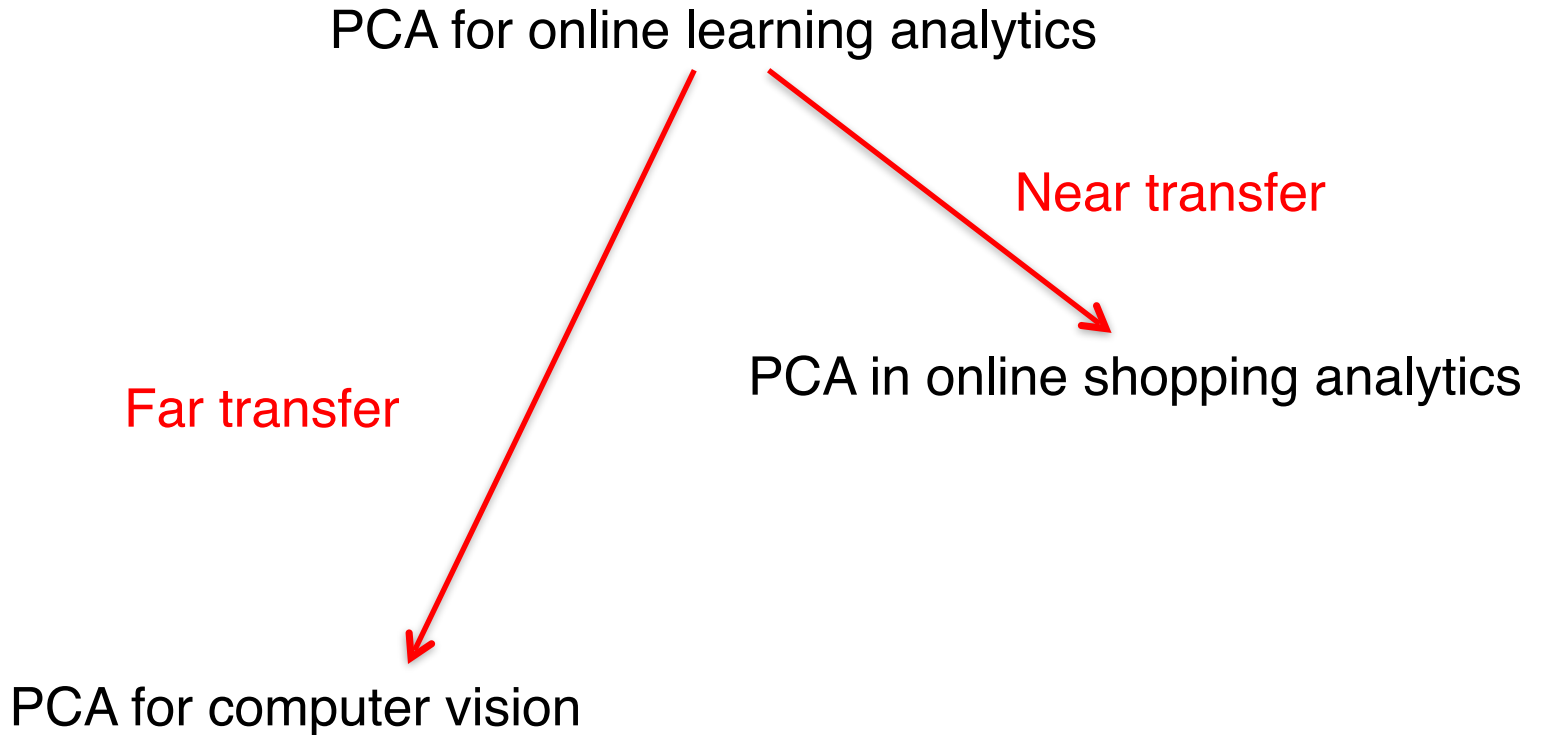 PCA for online learning analytics
Near transfer
PCA in online shopping analytics
Far transfer
PCA for computer vision